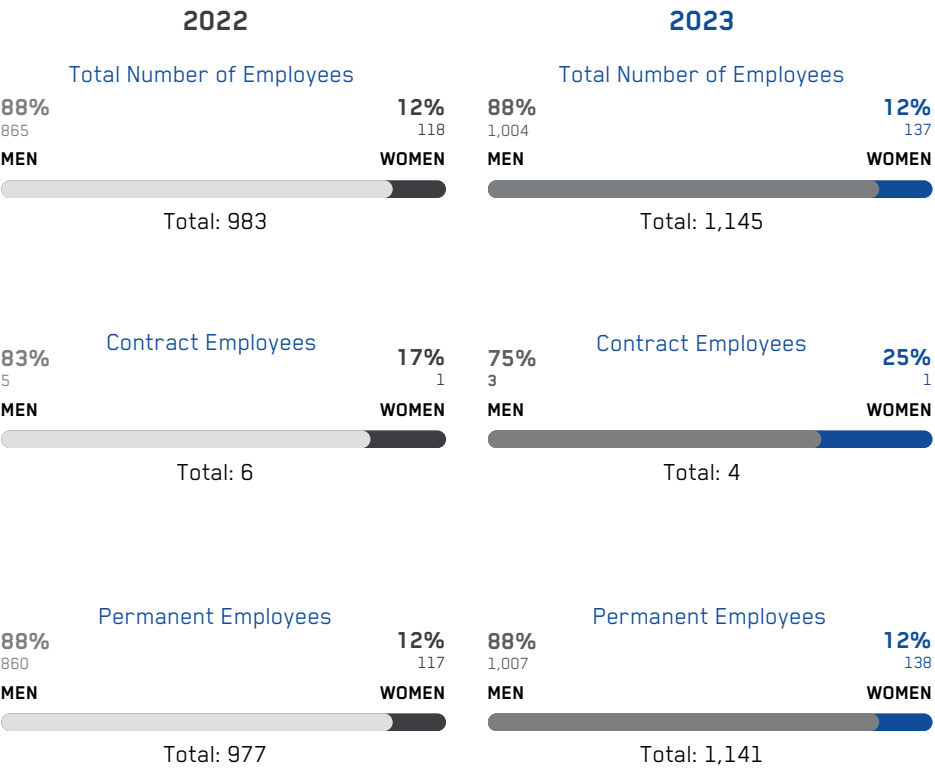 2022
2023
Total Number of Employees
Total Number of Employees
88%
12%
88%
12%
865
118
1,004
137
MEN
WOMEN
MEN
WOMEN
Total: 983
Total: 1,145
Contract Employees
Contract Employees
83%
17%
75%
25%
5
1
3
1
MEN
WOMEN
MEN
WOMEN
Total: 6
Total: 4
Permanent Employees
Permanent Employees
88%
12%
88%
12%
860
117
1,007
138
MEN
WOMEN
MEN
WOMEN
Total: 977
Total: 1,141